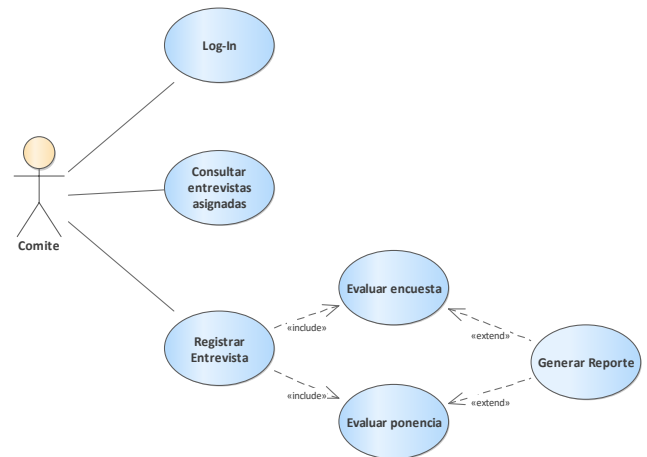 Log-In
Consultar
entrevistas
asignadas
Comite
Evaluar encuesta
«include»
«extend»
Registrar
Entrevista
Generar Reporte
«include»
«extend»
Evaluar ponencia